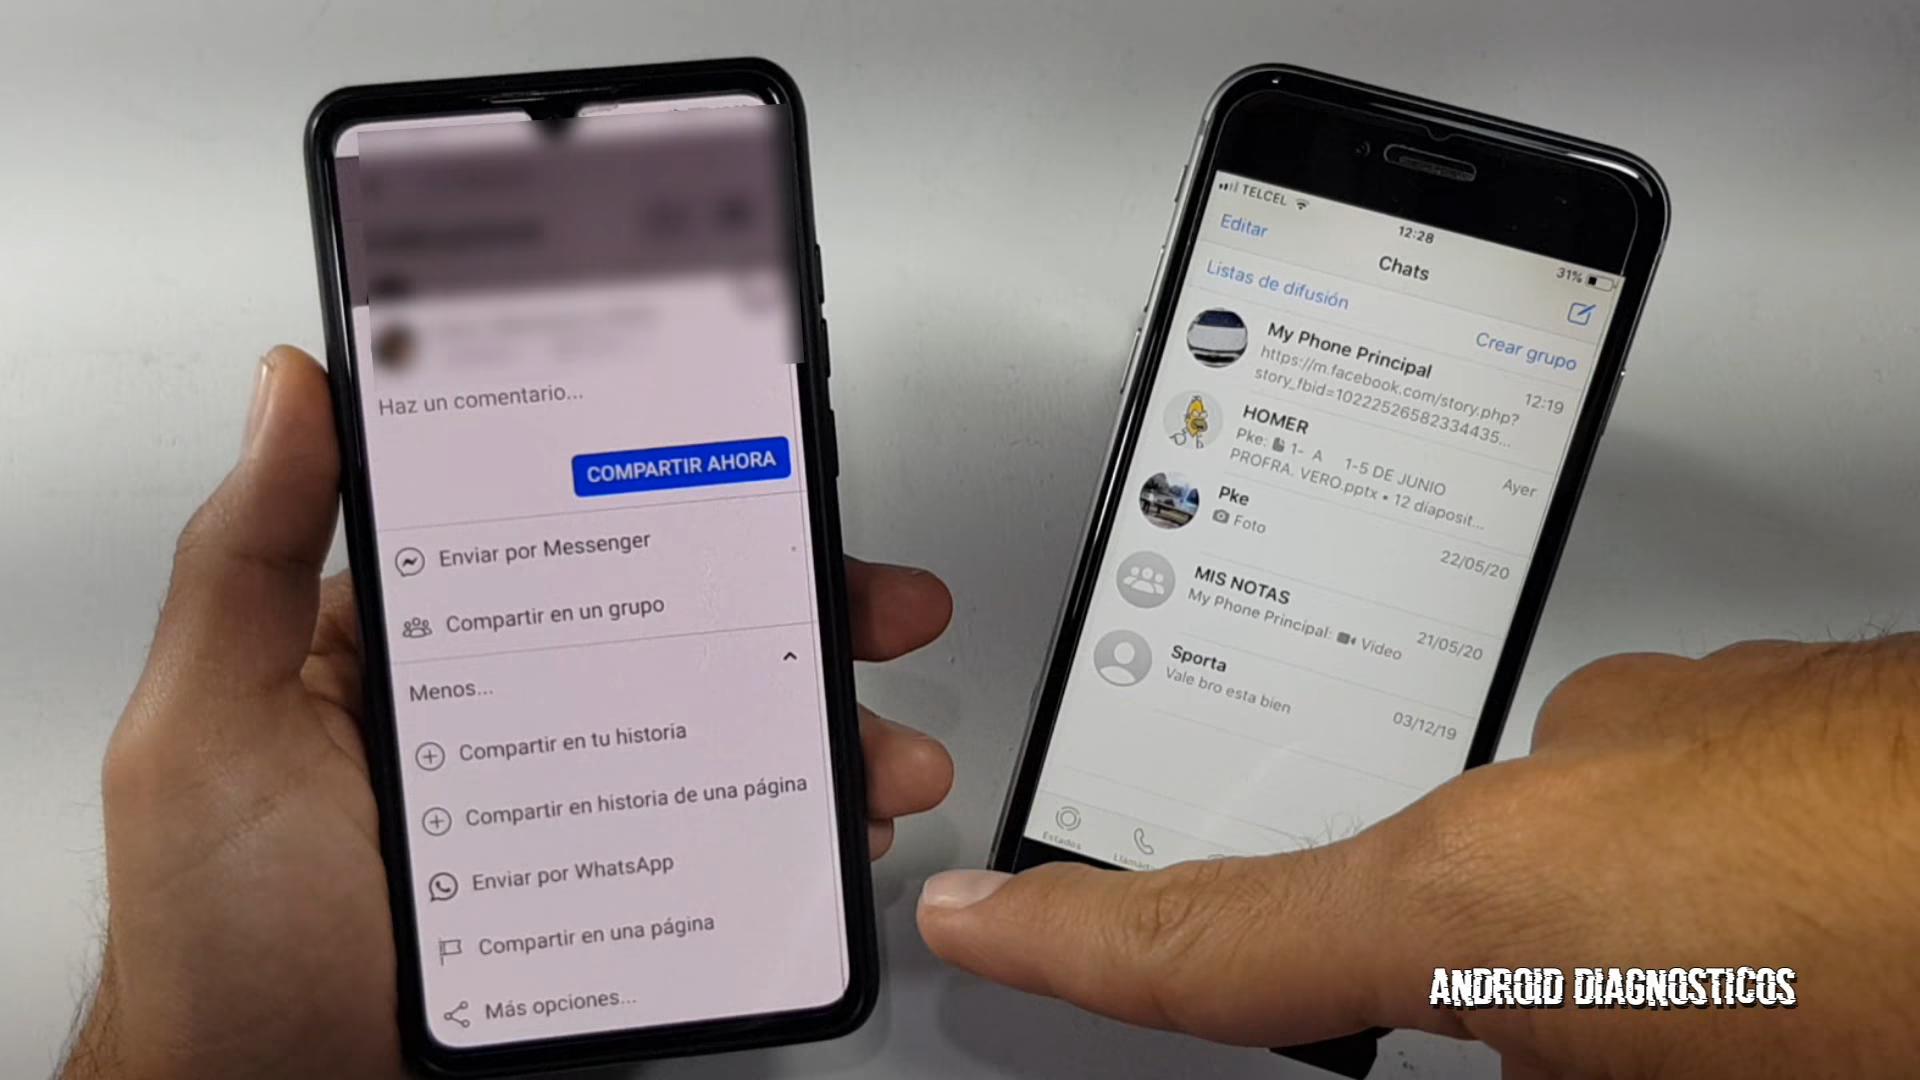 Haz un comentario...
COMPARTIR AHORA
Enviar por Messenger
Compartir en un grupo
Menos...
Compartir en tu historia
Compartir en historia de una página
Enviar por WhatsApp
Compartir en una página
Más opciones...
TELCEL
12:28
31%
Editar
Chats
Listas de difusión
Crear grupo
My Phone Principal
12:19
https://m.facebook.com/story.php?
story_fbid=10222526582334435...
HOMER
Ayer
Pke: 1- A 1-5 DE JUNIO
PROFRA. VERO.pptx • 12 diaposit...
Pke
22/05/20
Foto
MIS NOTAS
21/05/20
My Phone Principal: Video
Sporta
03/12/19
Vale bro esta bien
Estados
ANDROID DIAGNOSTICOS